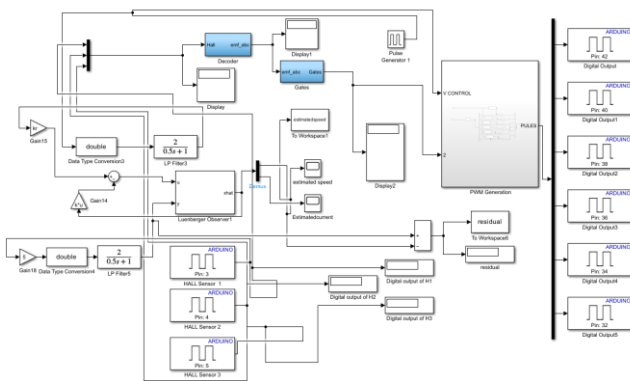 Hall
emf_abc
Decoder
Display1
Pulse
Generator 1
Display
emf_abc
Gates
Gates
V CONTROL
PULES
2
PWM Generation
Display2
ARDUINO
Pin: 42
Digital Output
ARDUINO
Pin: 40
Digital Output1
ARDUINO
Pin: 38
Digital Output2
ARDUINO
Pin: 36
Digital Output3
ARDUINO
Pin: 34
Digital Output4
ARDUINO
Pin: 32
Digital Output5
Gain15
double
Data Type Conversion3
2
0.5s + 1
LP Filter3
estimatedspeed
To Workspace1
estimated speed
Estimatedcurrent
Gain14
K*u
u
y
xhat
Luenberger Observer1
Demux
Gain16
double
Data Type Conversion4
2
0.5s + 1
LP Filter5
residual
To Workspace6
residual
ARDUINO
Pin: 3
HALL Sensor 1
ARDUINO
Pin: 4
HALL Sensor 2
ARDUINO
Pin: 5
HALL Sensor 3
Digital output of H1
Digital output of H2
Digital output of H3